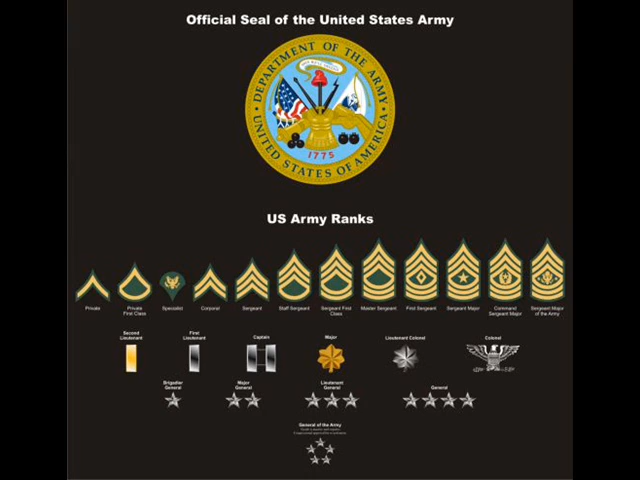 Official Seal of the United States Army
DEPARTMENT OF THE ARMY
1775
UNITED STATES OF AMERICA
US Army Ranks
Private
Private
First Class
Specialist
Corporal
Sergeant
Staff Sergeant
Sergeant First
Class
Master Sergeant
First Sergeant
Sergeant Major
Command
Sergeant Major
Sergeant Major
of the Army
Second
Lieutenant
First
Lieutenant
Captain
Major
Lieutenant Colonel
Colonel
Brigadier
General
Major
General
Lieutenant
General
General
General of the Army